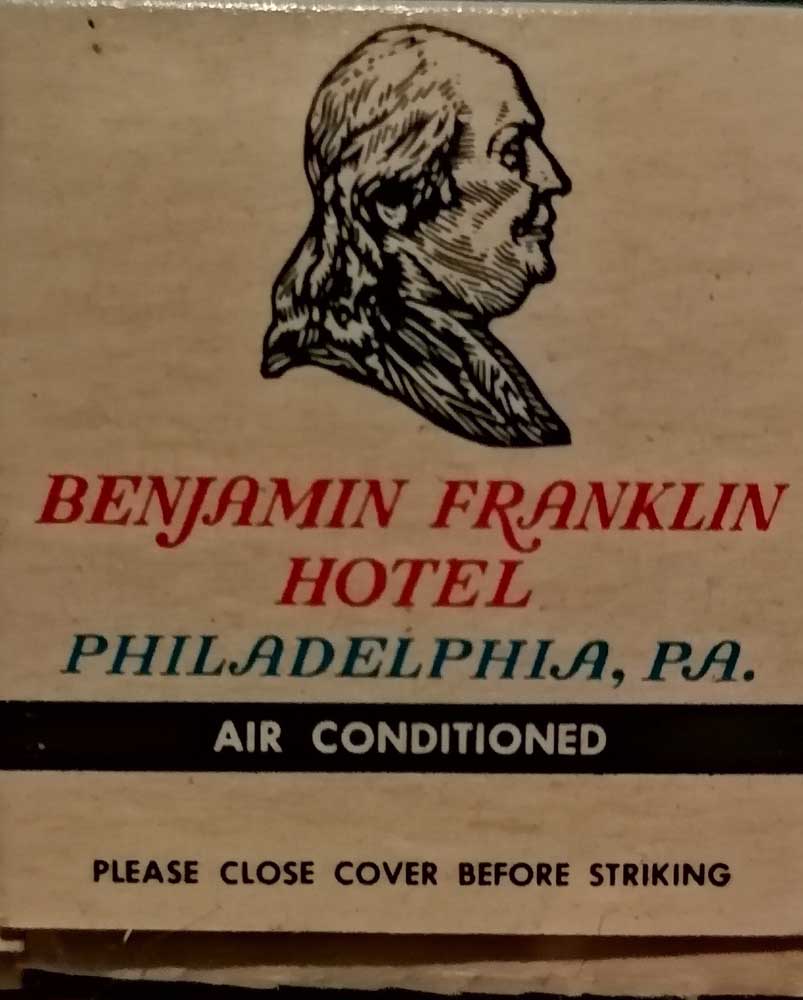 BENJAMIN FRANKLIN
HOTEL
PHILADELPHIA, PA.
AIR CONDITIONED
PLEASE CLOSE COVER BEFORE STRIKING